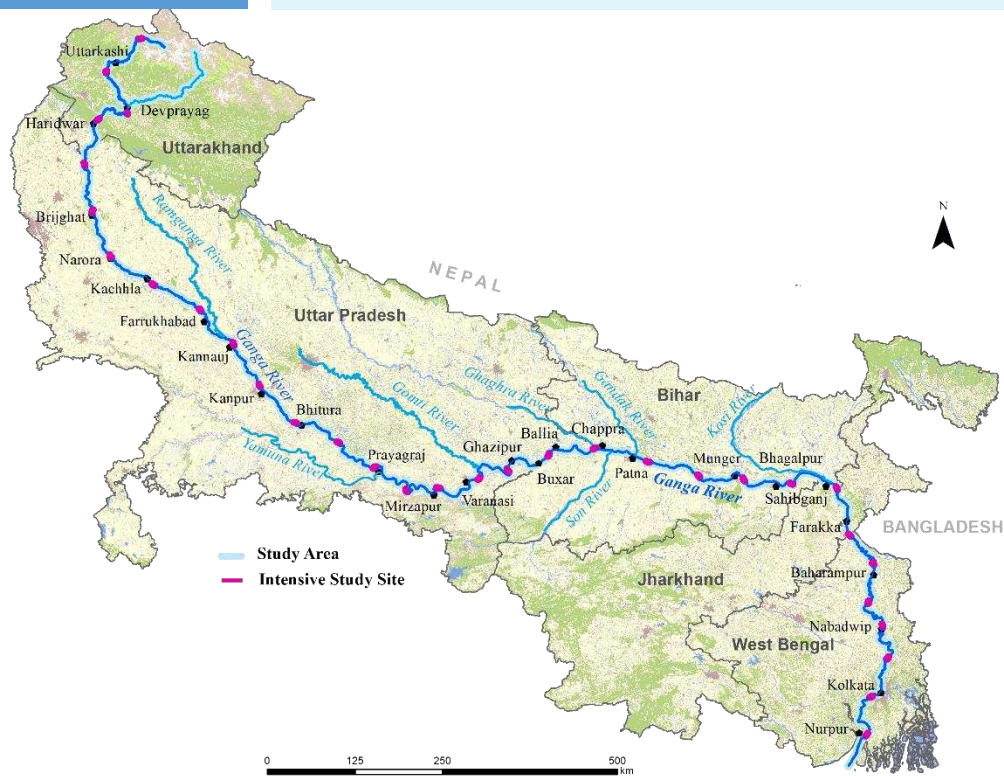 Uttarkashi
Devprayag
Haridwar
Uttarakhand
Brijghat
Ramganga River
N
Narora
NEPAL
Kachhla
Uttar Pradesh
Farrukhabad
Ganga River
Kannauj
Gomti River
Ghaghra River
Gandak River
Bihar
Kosi River
Kanpur
Bhitura
Ballia
Chappra
Yamuna River
Prayagraj
Ghazipur
Munger
Bhagalpur
Patna
Buxar
Ganga River
Mirzapur
Varanasi
Son River
Sahibganj
Farakka
BANGLADESH
Study Area
Intensive Study Site
Jharkhand
Baharampur
Nabadwip
West Bengal
Kolkata
Nurpur
0 125 250 500
km